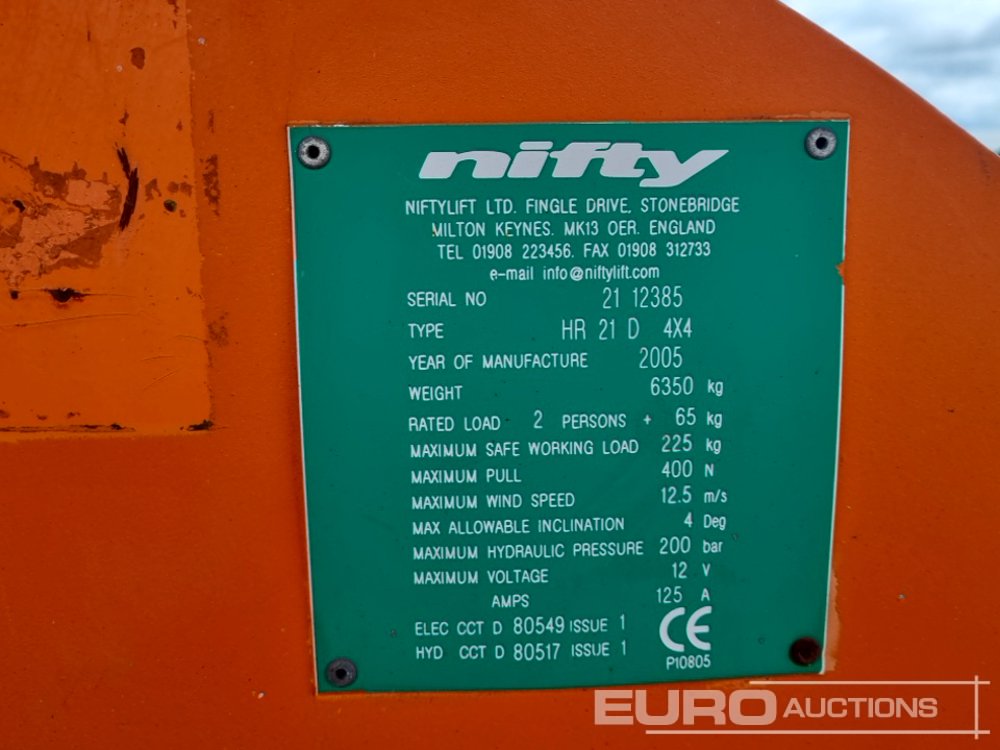 nifty
NIFTYLIFT LTD. FINGLE DRIVE, STONEBRIDGE
MILTON KEYNES. MK13 OER. ENGLAND
TEL 01908 223456. FAX 01908 312733
e-mail info@niftylift.com
SERIAL NO 21 12385
TYPE HR 21 D 4X4
YEAR OF MANUFACTURE 2005
WEIGHT 6350 kg
RATED LOAD 2 PERSONS + 65 kg
MAXIMUM SAFE WORKING LOAD 225 kg
MAXIMUM PULL 400 N
MAXIMUM WIND SPEED 12.5 m/s
MAX ALLOWABLE INCLINATION 4 Deg
MAXIMUM HYDRAULIC PRESSURE 200 bar
MAXIMUM VOLTAGE 12 V
AMPS 125 A
ELEC CCT D 80549 ISSUE 1
HYD CCT D 80517 ISSUE 1
CE
P10805
EURO AUCTIONS